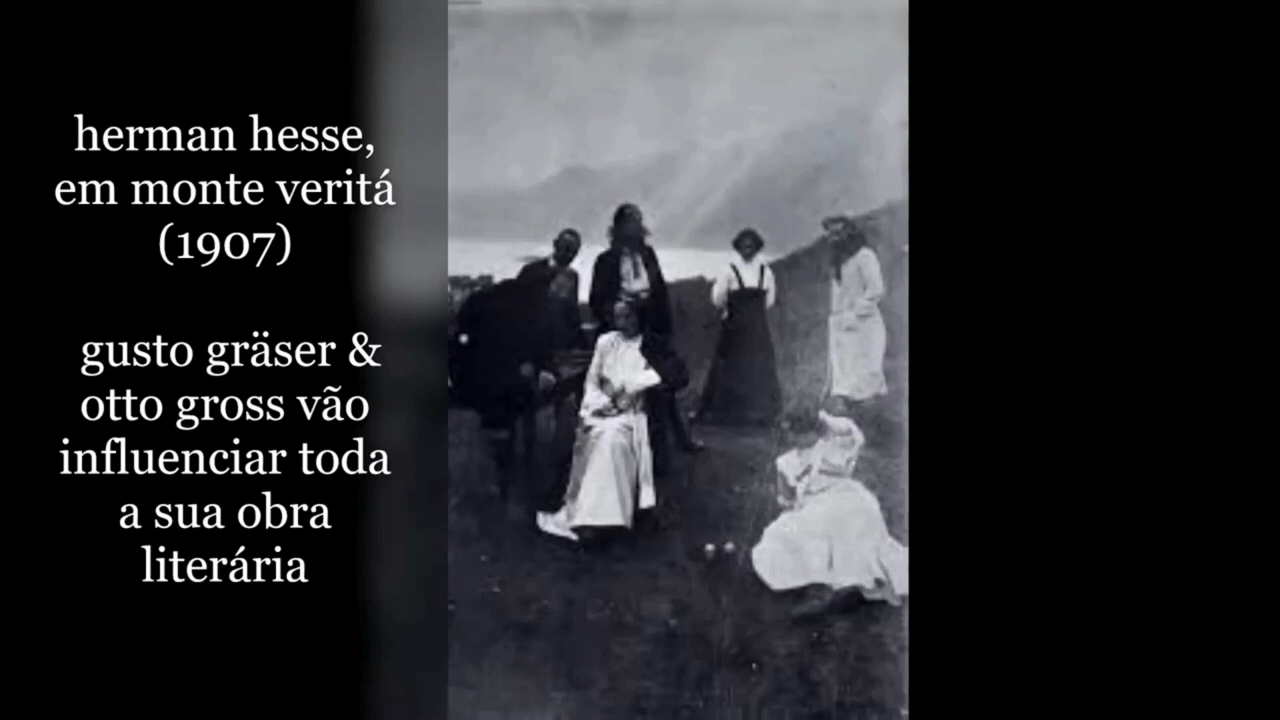 herman hesse,
em monte veritá
(1907)
gusto gräser &
otto gross vão
influenciar toda
a sua obra
literária